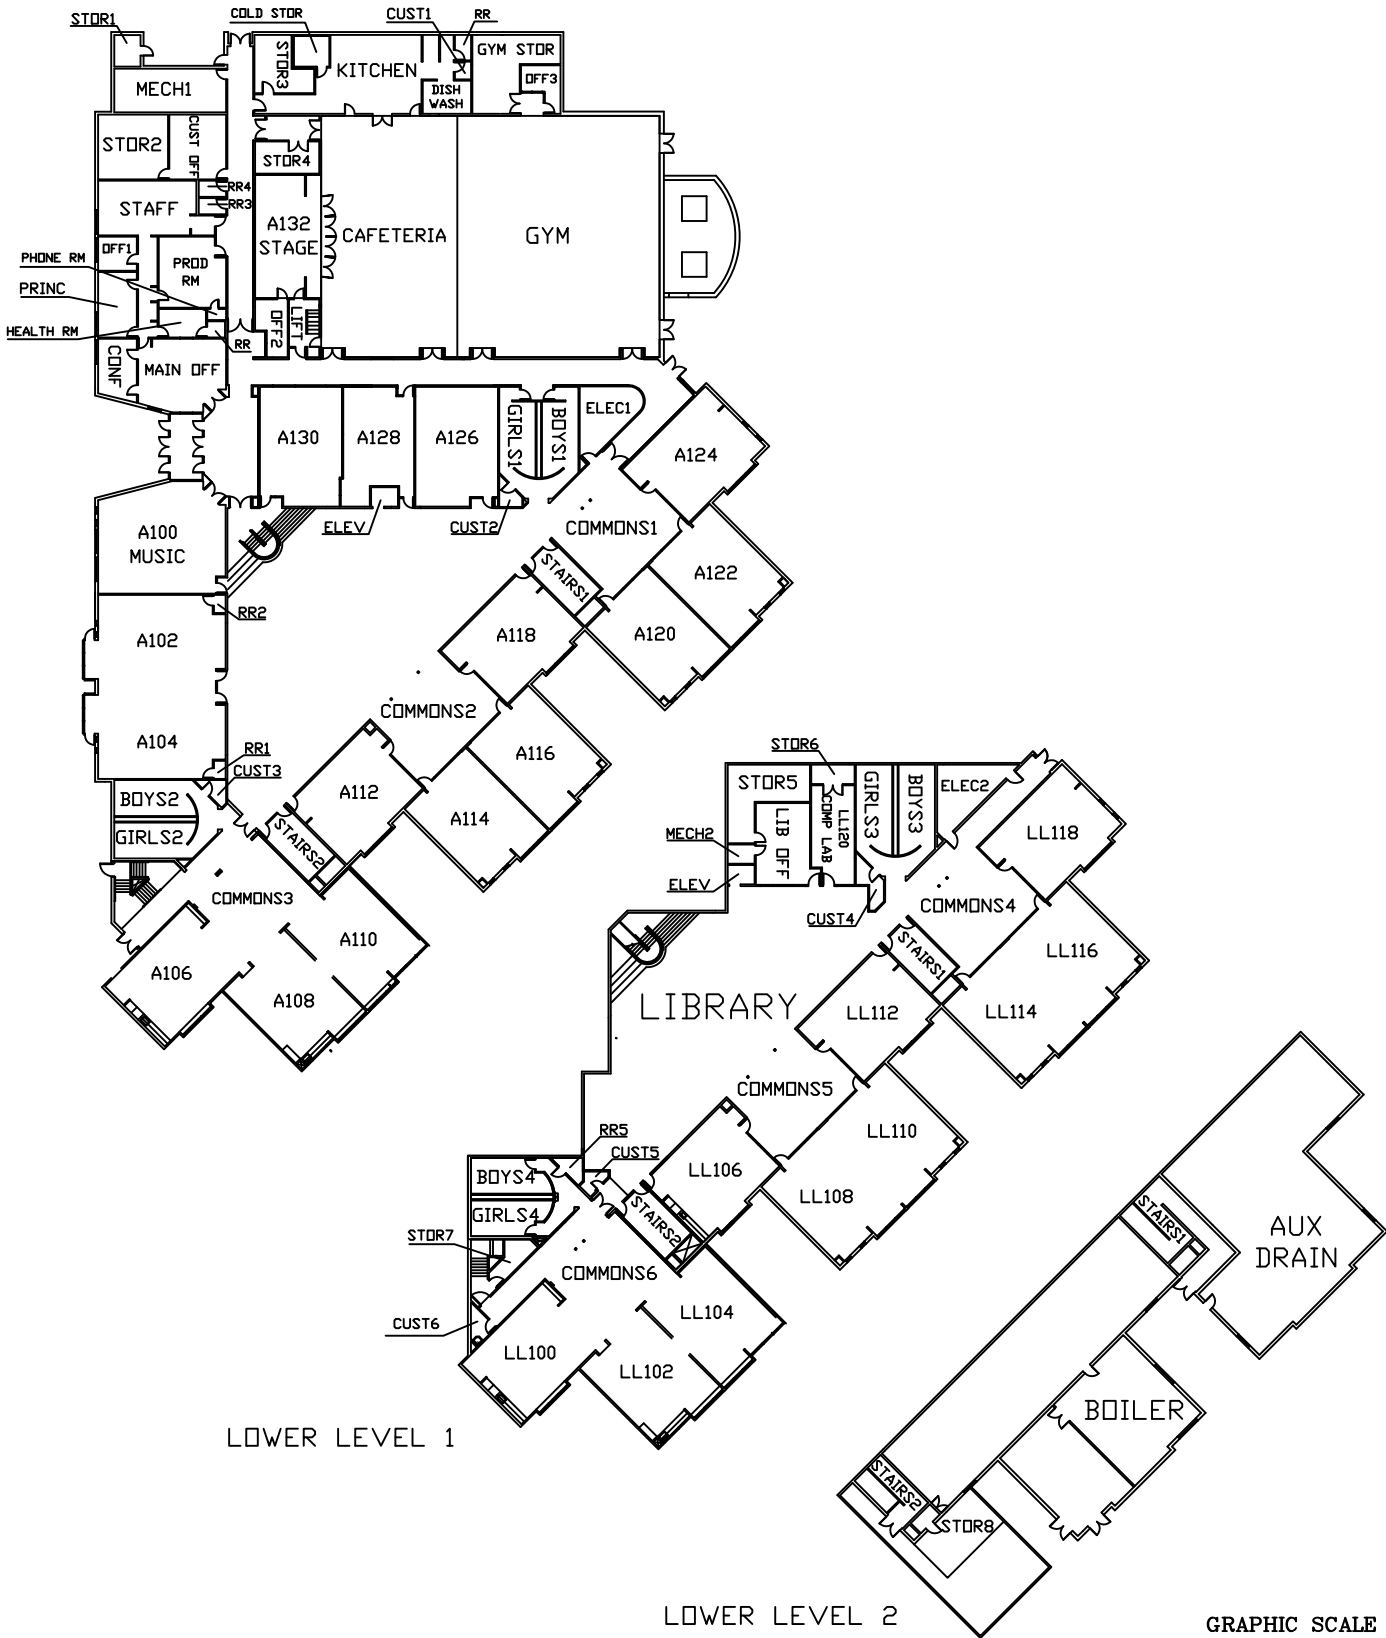 STOR1
COLD STOR
CUST1
RR
STOR3
KITCHEN
GYM STOR
OFF3
MECH1
DISH
WASH
STOR2
CUST OFF
STOR4
RR4
RR3
STAFF
A132
STAGE
CAFETERIA
GYM
OFF1
PHONE RM
PROD
RM
PRINC
HEALTH RM
OFF2
LIFT
RR
CONF
MAIN OFF
A130
A128
A126
GIRLS1
BOYS1
ELEC1
A124
ELEV
CUST2
COMMONS1
A100
MUSIC
STAIRS1
A122
RR2
A102
A118
A120
COMMONS2
A104
RR1
CUST3
A116
BOYS2
GIRLS2
A112
A114
STAIRS2
COMMONS3
A110
A106
A108
STOR6
STOR5
LL120
COMP LAB
GIRLS3
BOYS3
ELEC2
LIB OFF
MECH2
LL118
ELEV
CUST4
COMMONS4
STAIRS1
LL116
LIBRARY
LL112
LL114
COMMONS5
LL110
RR5
CUST5
BOYS4
LL106
LL108
GIRLS4
STAIRS2
STOR7
COMMONS6
LL104
CUST6
LL100
LL102
LOWER LEVEL 1
STAIRS1
AUX
DRAIN
BOILER
STAIRS2
STOR8
LOWER LEVEL 2
GRAPHIC SCALE